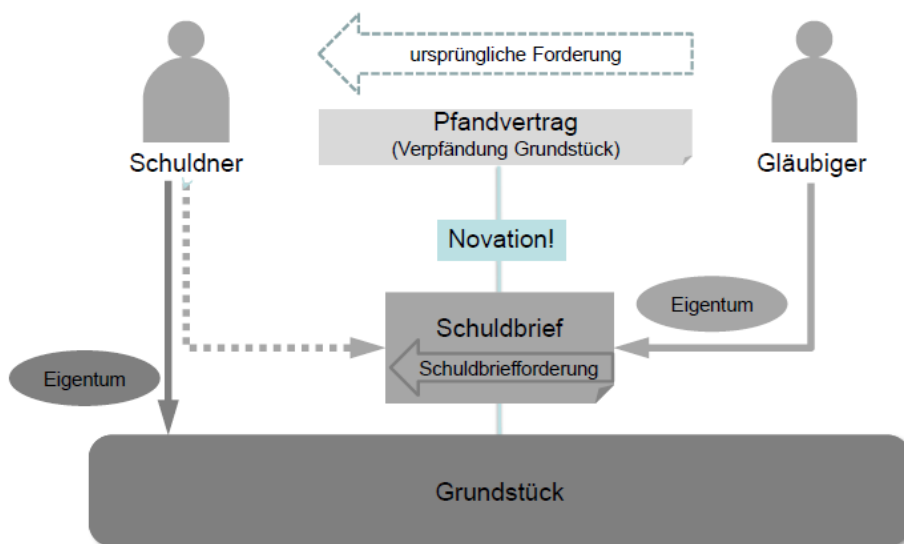 ursprüngliche Forderung
Pfandvertrag
(Verpfändung Grundstück)
Schuldner
Gläubiger
Novation!
Eigentum
Schuldbrief
Schuldbriefforderung
Eigentum
Grundstück